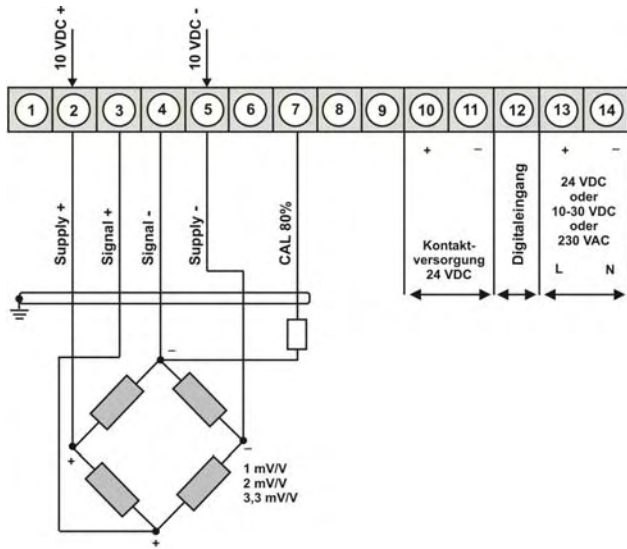 10 VDC +
10 VDC -
1 2 3 4 5 6 7 8 9 10 11 12 13 14
+ − + −
Supply +
Signal +
Signal -
Supply -
CAL 80%
Kontakt-
versorgung
24 VDC
Digitaleingang
24 VDC
oder
10-30 VDC
oder
230 VAC
L N
−
+
−
1 mV/V
2 mV/V
3,3 mV/V
+